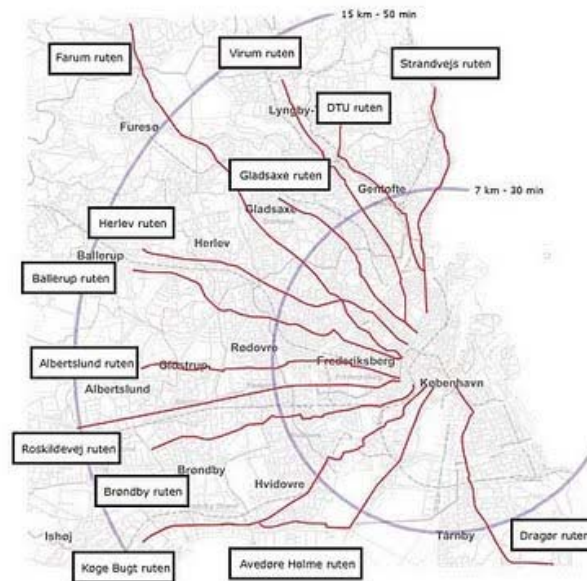 15 km - 50 min
Farum ruten
Virum ruten
Strandvejs ruten
Lyngby-
DTU ruten
Furesø
Gladsaxe ruten
Gentofte
7 km - 30 min
Gladsaxe
Herlev ruten
Herlev
Ballerup
Ballerup ruten
Rødovre
Albertslund ruten
Glostrup
Frederiksberg
Albertslund
København
Roskildevej ruten
Brøndby
Brøndby ruten
Hvidovre
Ishøj
Tårnby
Dragør ruten
Køge Bugt ruten
Avedøre Holme ruten